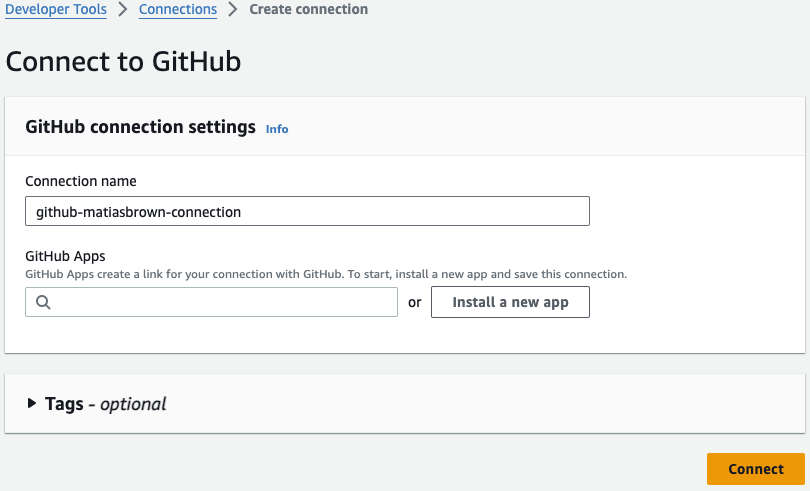 Developer Tools > Connections > Create connection
Connect to GitHub
GitHub connection settings Info
Connection name
github-matiasbrown-connection
GitHub Apps
GitHub Apps create a link for your connection with GitHub. To start, install a new app and save this connection.
or Install a new app
Tags - optional
Connect